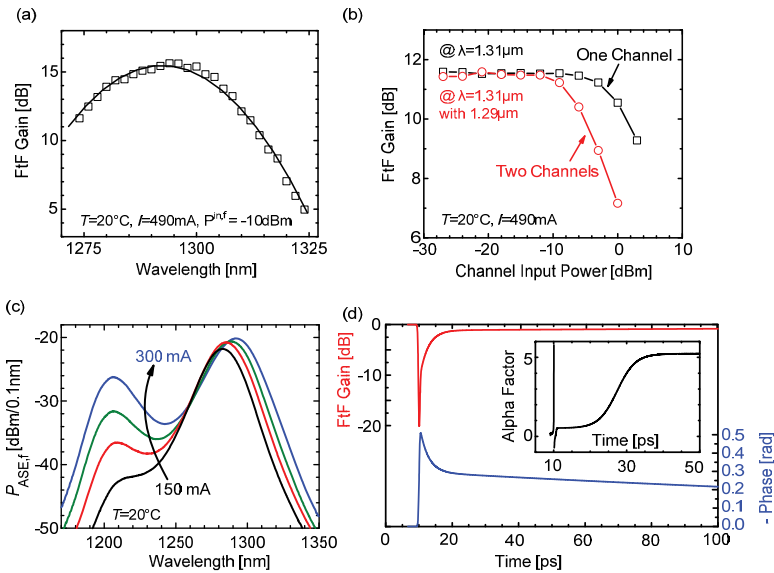 (a)
FtF Gain [dB]
15
10
5
T=20°C, I=490mA, P^in,f = -10dBm
1275 1300 1325
Wavelength [nm]
(b)
FtF Gain [dB]
14
12
10
8
6
@ λ=1.31µm
One Channel
@ λ=1.31µm
with 1.29µm
Two Channels
T=20°C, I=490mA
-30 -20 -10 0 10
Channel Input Power [dBm]
(c)
P_ASE,f [dBm/0.1nm]
-20
-30
-40
-50
300 mA
150 mA
T=20°C
1200 1250 1300 1350
Wavelength [nm]
(d)
FtF Gain [dB]
0
-10
-20
Alpha Factor
5
0
Time [ps]
10 30 50
0.5
0.4
0.3
0.2
0.1
0.0
- Phase [rad]
0 20 40 60 80 100
Time [ps]